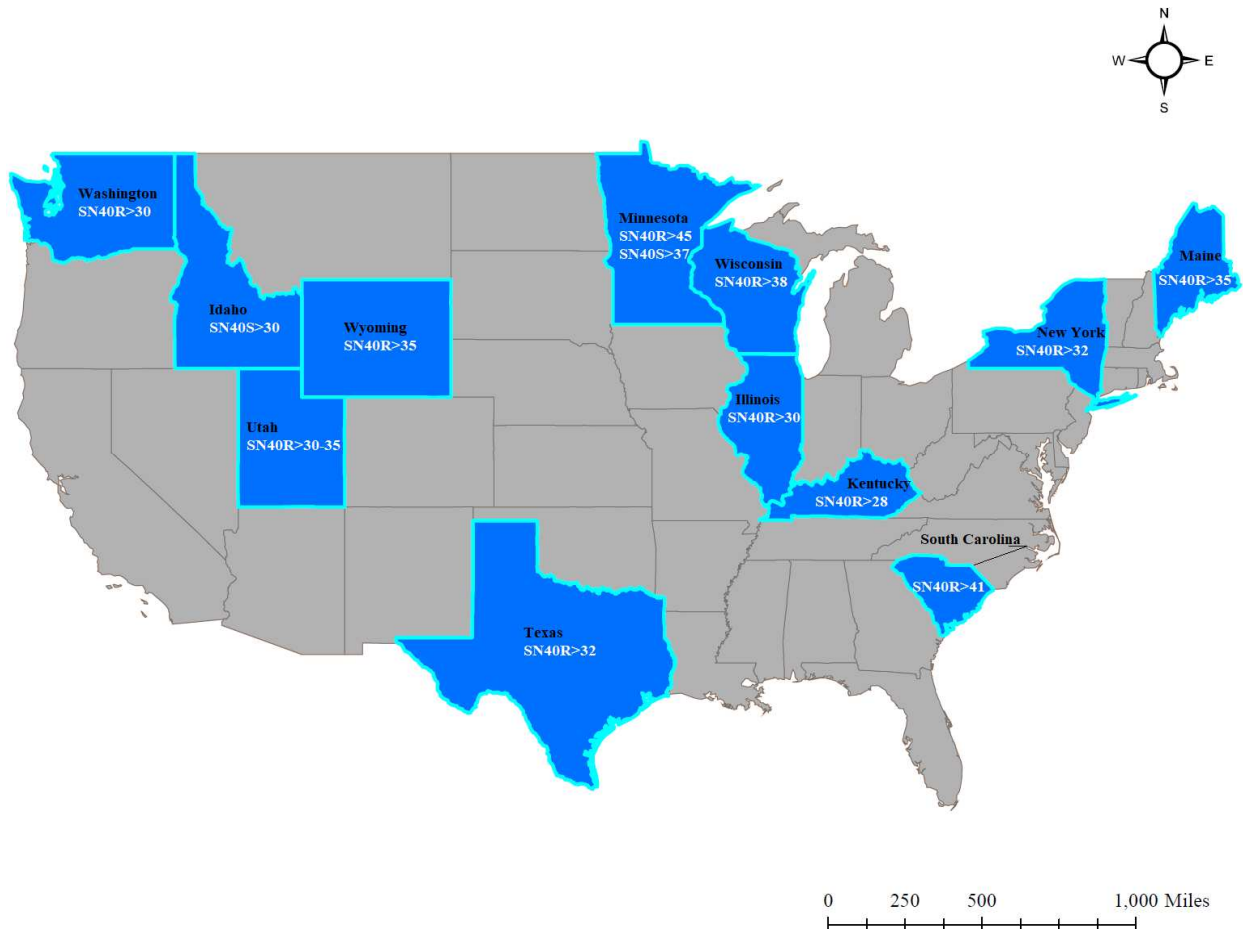 N
W
E
S
Washington
SN40R>30
Idaho
SN40S>30
Wyoming
SN40R>35
Utah
SN40R>30-35
Minnesota
SN40R>45
SN40S>37
Wisconsin
SN40R>38
Illinois
SN40R>30
Kentucky
SN40R>28
Maine
SN40R>35
New York
SN40R>32
South Carolina
SN40R>41
Texas
SN40R>32
0 250 500 1,000 Miles